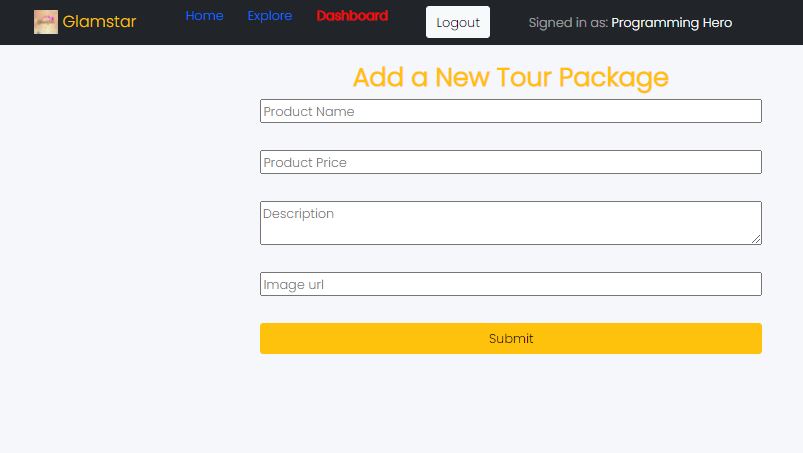 Glamstar Home Explore Dashboard Logout Signed in as: Programming Hero
Add a New Tour Package
Product Name
Product Price
Description
Image url
Submit